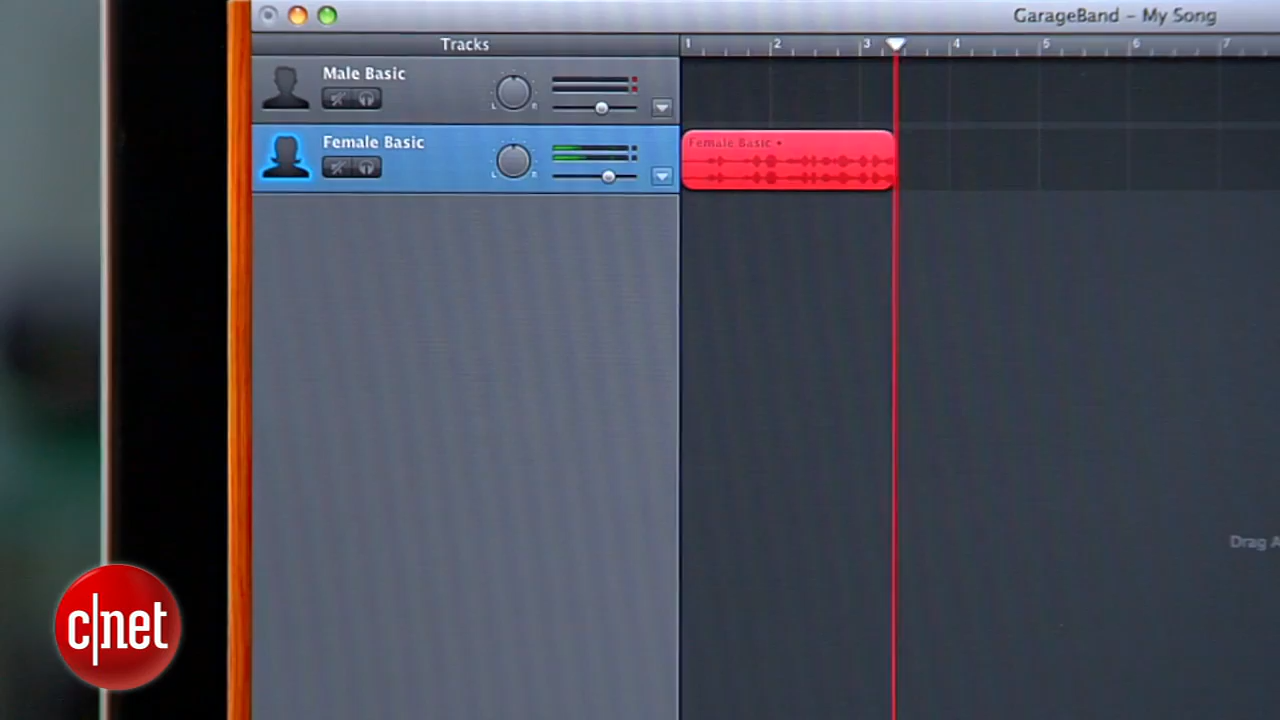 GarageBand – My Song
Tracks
1 2 3 4 5 6 7
Male Basic
L R
Female Basic
L R
Female Basic •
Drag A
c|net